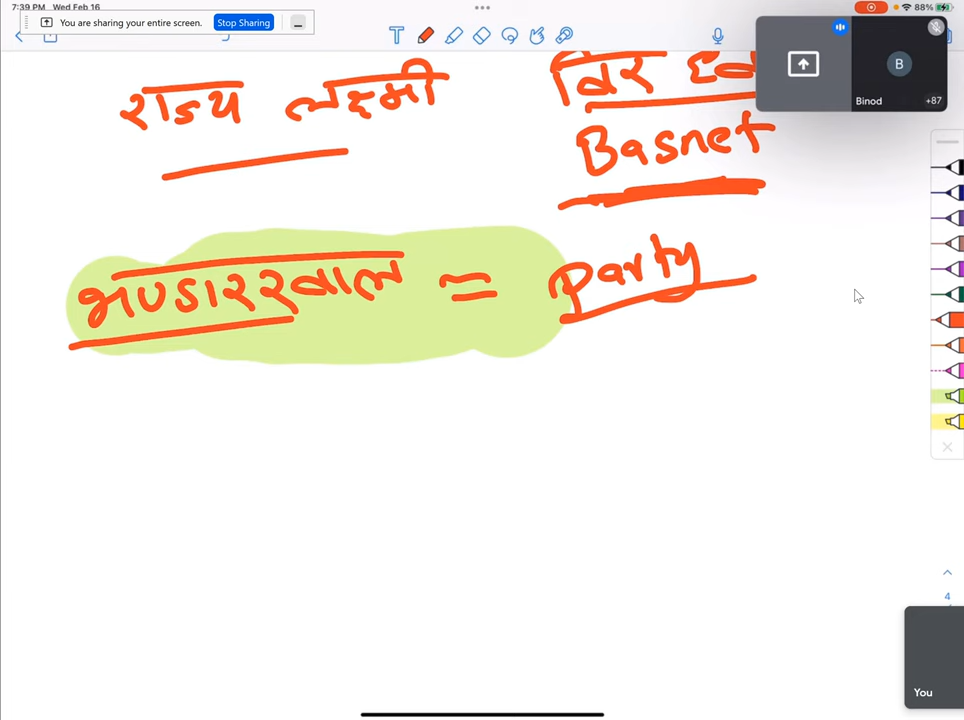 7:39 PM Wed Feb 16
88%
You are sharing your entire screen.
Stop Sharing
B
Binod
+87
राज्य लक्ष्मी
विर
Basnet
भण्डारखाल = party
4
You